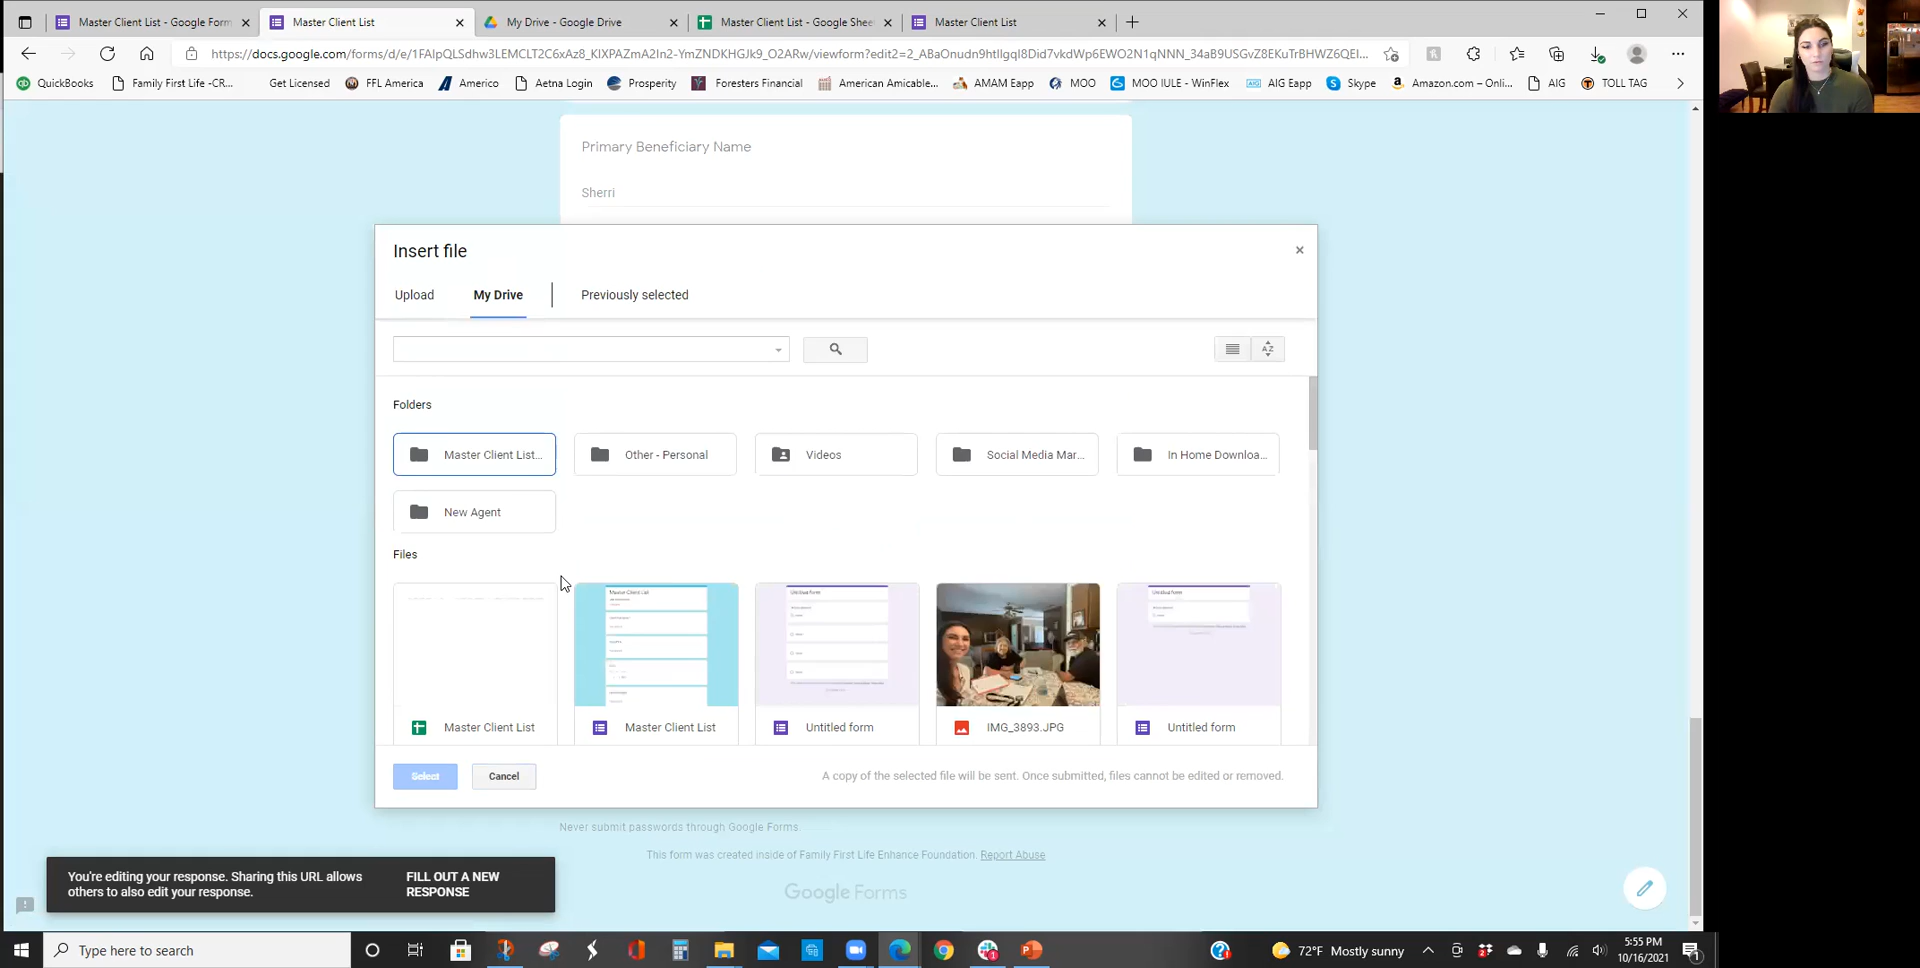 Master Client List - Google Form
Master Client List
My Drive - Google Drive
Master Client List - Google Shee
Master Client List
https://docs.google.com/forms/d/e/1FAIpQLSdhw3LEMCLT2C6xAz8_KIXPAZmA2In2-YmZNDKHGJk9_O2ARw/viewform?edit2=2_ABaOnudn9htIlgqI8Did7vkdWp6EWO2N1qNNN_34aB9USGvZ8EKuTrBHWZ6QEI...
QuickBooks
Family First Life -CR...
Get Licensed
FFL America
Americo
Aetna Login
Prosperity
Foresters Financial
American Amicable...
AMAM Eapp
MOO
MOO IULE - WinFlex
AIG Eapp
Skype
Amazon.com – Onli...
AIG
TOLL TAG
Primary Beneficiary Name
Sherri
Insert file
Upload
My Drive
Previously selected
Folders
Master Client List...
Other - Personal
Videos
Social Media Mar...
In Home Downloa...
New Agent
Files
Master Client List
Master Client List
Untitled form
IMG_3893.JPG
Untitled form
Select
Cancel
A copy of the selected file will be sent. Once submitted, files cannot be edited or removed.
Never submit passwords through Google Forms.
This form was created inside of Family First Life Enhance Foundation. Report Abuse
Google Forms
You're editing your response. Sharing this URL allows
others to also edit your response.
FILL OUT A NEW
RESPONSE
Type here to search
72°F Mostly sunny
5:55 PM
10/16/2021